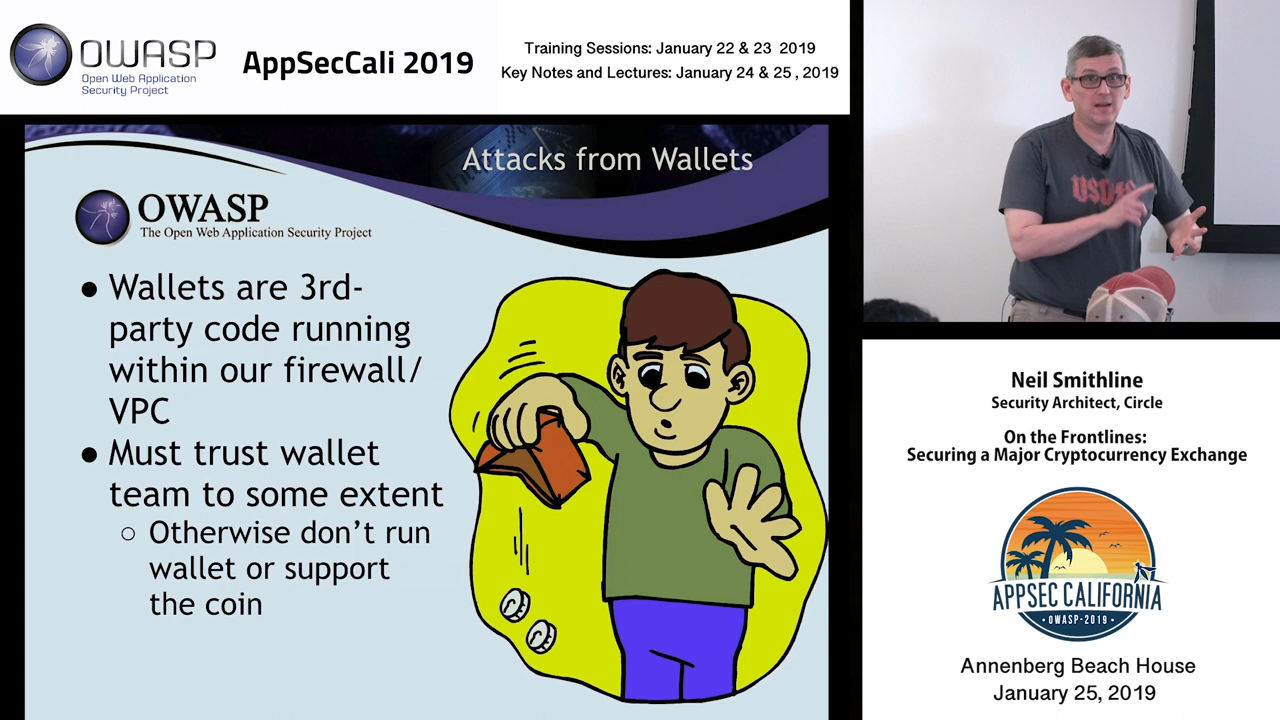 OWASP
Open Web Application
Security Project
AppSecCali 2019
Training Sessions: January 22 & 23 2019
Key Notes and Lectures: January 24 & 25 , 2019
Attacks from Wallets
OWASP
The Open Web Application Security Project
● Wallets are 3rd-
party code running
within our firewall/
VPC
● Must trust wallet
team to some extent
○ Otherwise don’t run
wallet or support
the coin
Neil Smithline
Security Architect, Circle
On the Frontlines:
Securing a Major Cryptocurrency Exchange
APPSEC CALIFORNIA
· OWASP-2019 ·
Annenberg Beach House
January 25, 2019